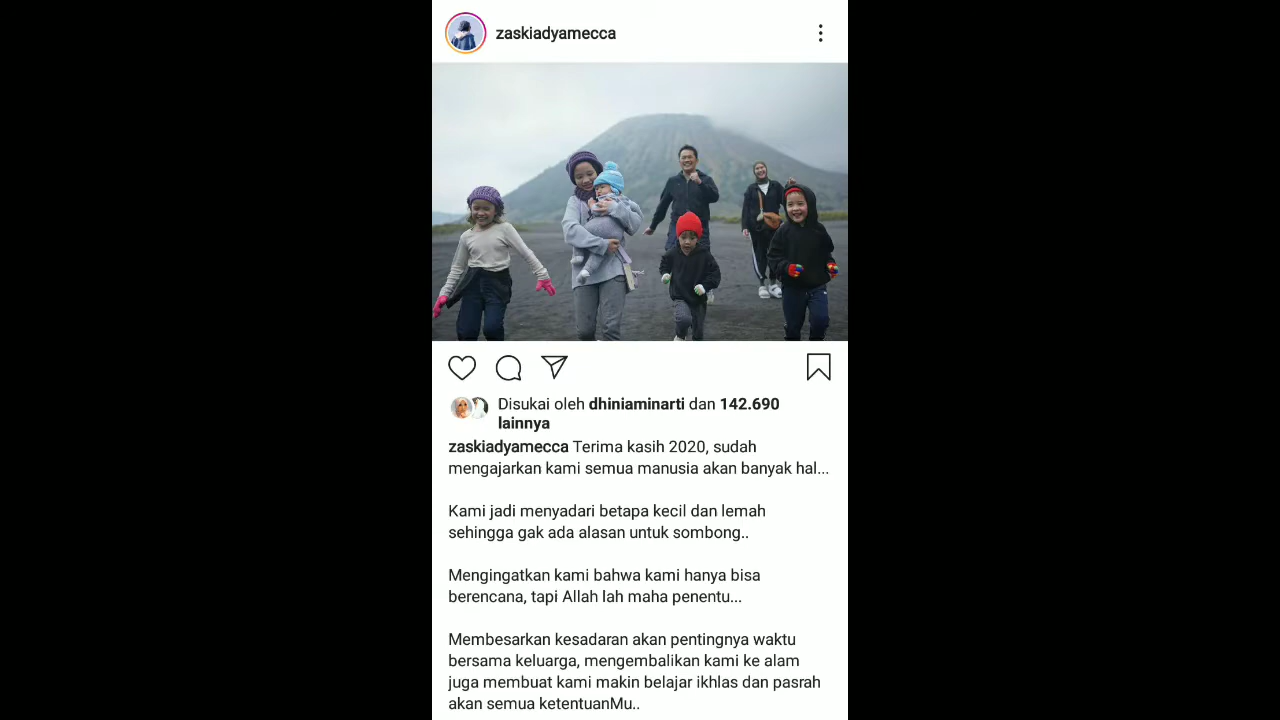 zaskiadyamecca
Disukai oleh dhiniaminarti dan 142.690
lainnya
zaskiadyamecca Terima kasih 2020, sudah
mengajarkan kami semua manusia akan banyak hal...
Kami jadi menyadari betapa kecil dan lemah
sehingga gak ada alasan untuk sombong..
Mengingatkan kami bahwa kami hanya bisa
berencana, tapi Allah lah maha penentu...
Membesarkan kesadaran akan pentingnya waktu
bersama keluarga, mengembalikan kami ke alam
juga membuat kami makin belajar ikhlas dan pasrah
akan semua ketentuanMu..